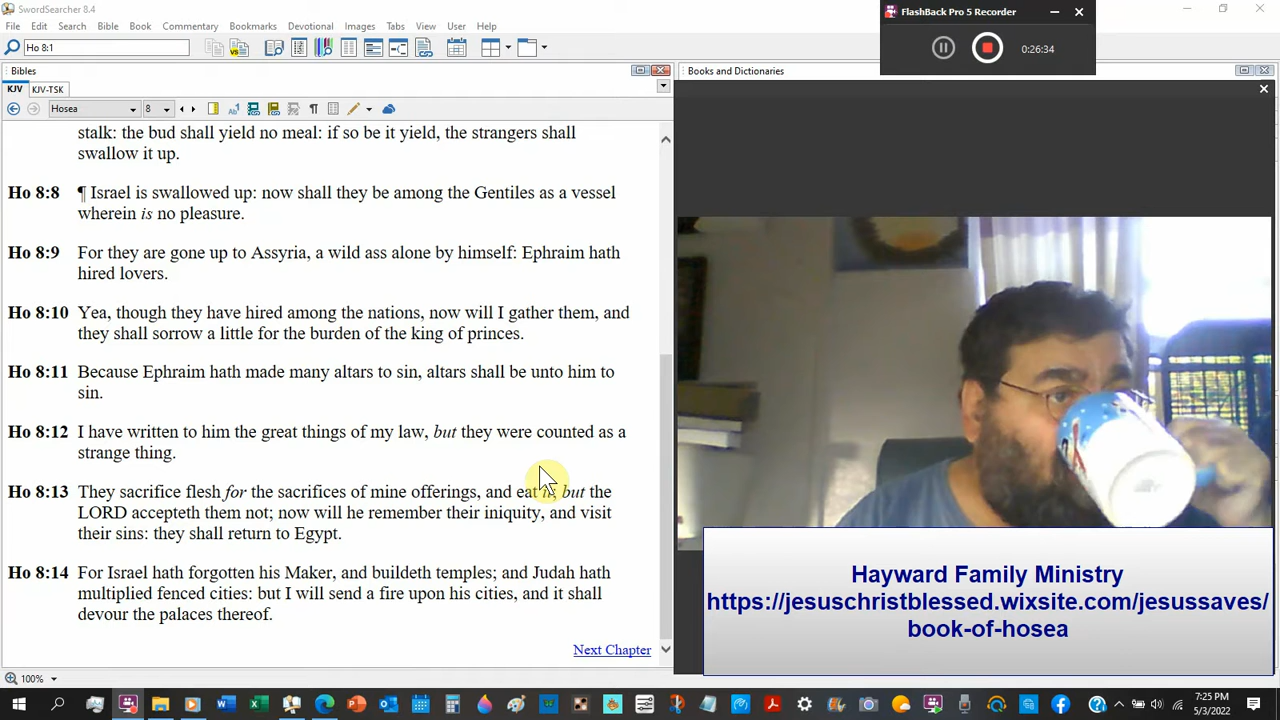 SwordSearcher 8.4
File Edit Search Bible Book Commentary Bookmarks Devotional Images Tabs View User Help
FlashBack Pro 5 Recorder
0:26:34
Ho 8:1
Bibles
Books and Dictionaries
KJV KJV-TSK
Hosea 8
stalk: the bud shall yield no meal: if so be it yield, the strangers shall
swallow it up.
Ho 8:8 ¶ Israel is swallowed up: now shall they be among the Gentiles as a vessel
wherein is no pleasure.
Ho 8:9 For they are gone up to Assyria, a wild ass alone by himself: Ephraim hath
hired lovers.
Ho 8:10 Yea, though they have hired among the nations, now will I gather them, and
they shall sorrow a little for the burden of the king of princes.
Ho 8:11 Because Ephraim hath made many altars to sin, altars shall be unto him to
sin.
Ho 8:12 I have written to him the great things of my law, but they were counted as a
strange thing.
Ho 8:13 They sacrifice flesh for the sacrifices of mine offerings, and eat but the
LORD accepteth them not; now will he remember their iniquity, and visit
their sins: they shall return to Egypt.
Ho 8:14 For Israel hath forgotten his Maker, and buildeth temples; and Judah hath
multiplied fenced cities: but I will send a fire upon his cities, and it shall
devour the palaces thereof.
Next Chapter
Hayward Family Ministry
https://jesuschristblessed.wixsite.com/jesussaves/
book-of-hosea
100%
7:25 PM
5/3/2022